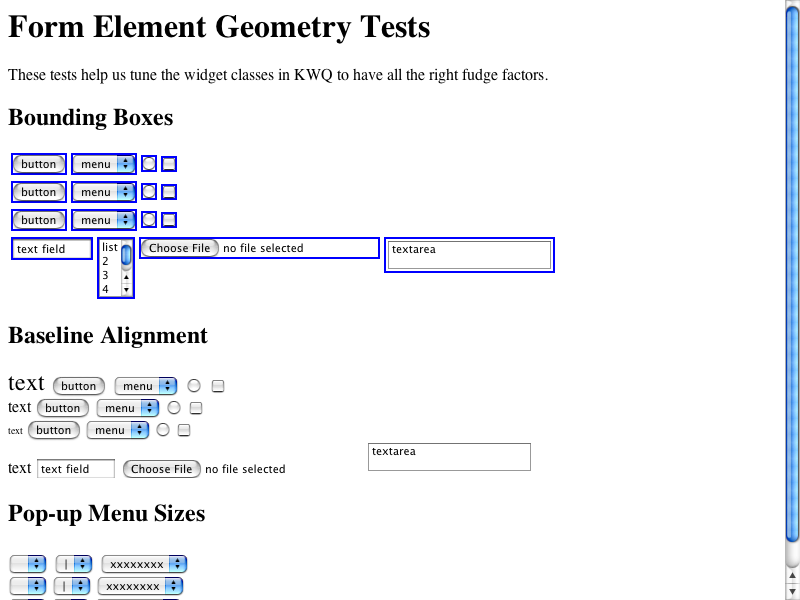 Form Element Geometry Tests
These tests help us tune the widget classes in KWQ to have all the right fudge factors.
Bounding Boxes
button menu
button menu
button menu
text field list Choose File no file selected textarea
2
3
4
Baseline Alignment
text button menu
text button menu
text button menu
textarea
text text field Choose File no file selected
Pop-up Menu Sizes
| xxxxxxxx
| xxxxxxxx